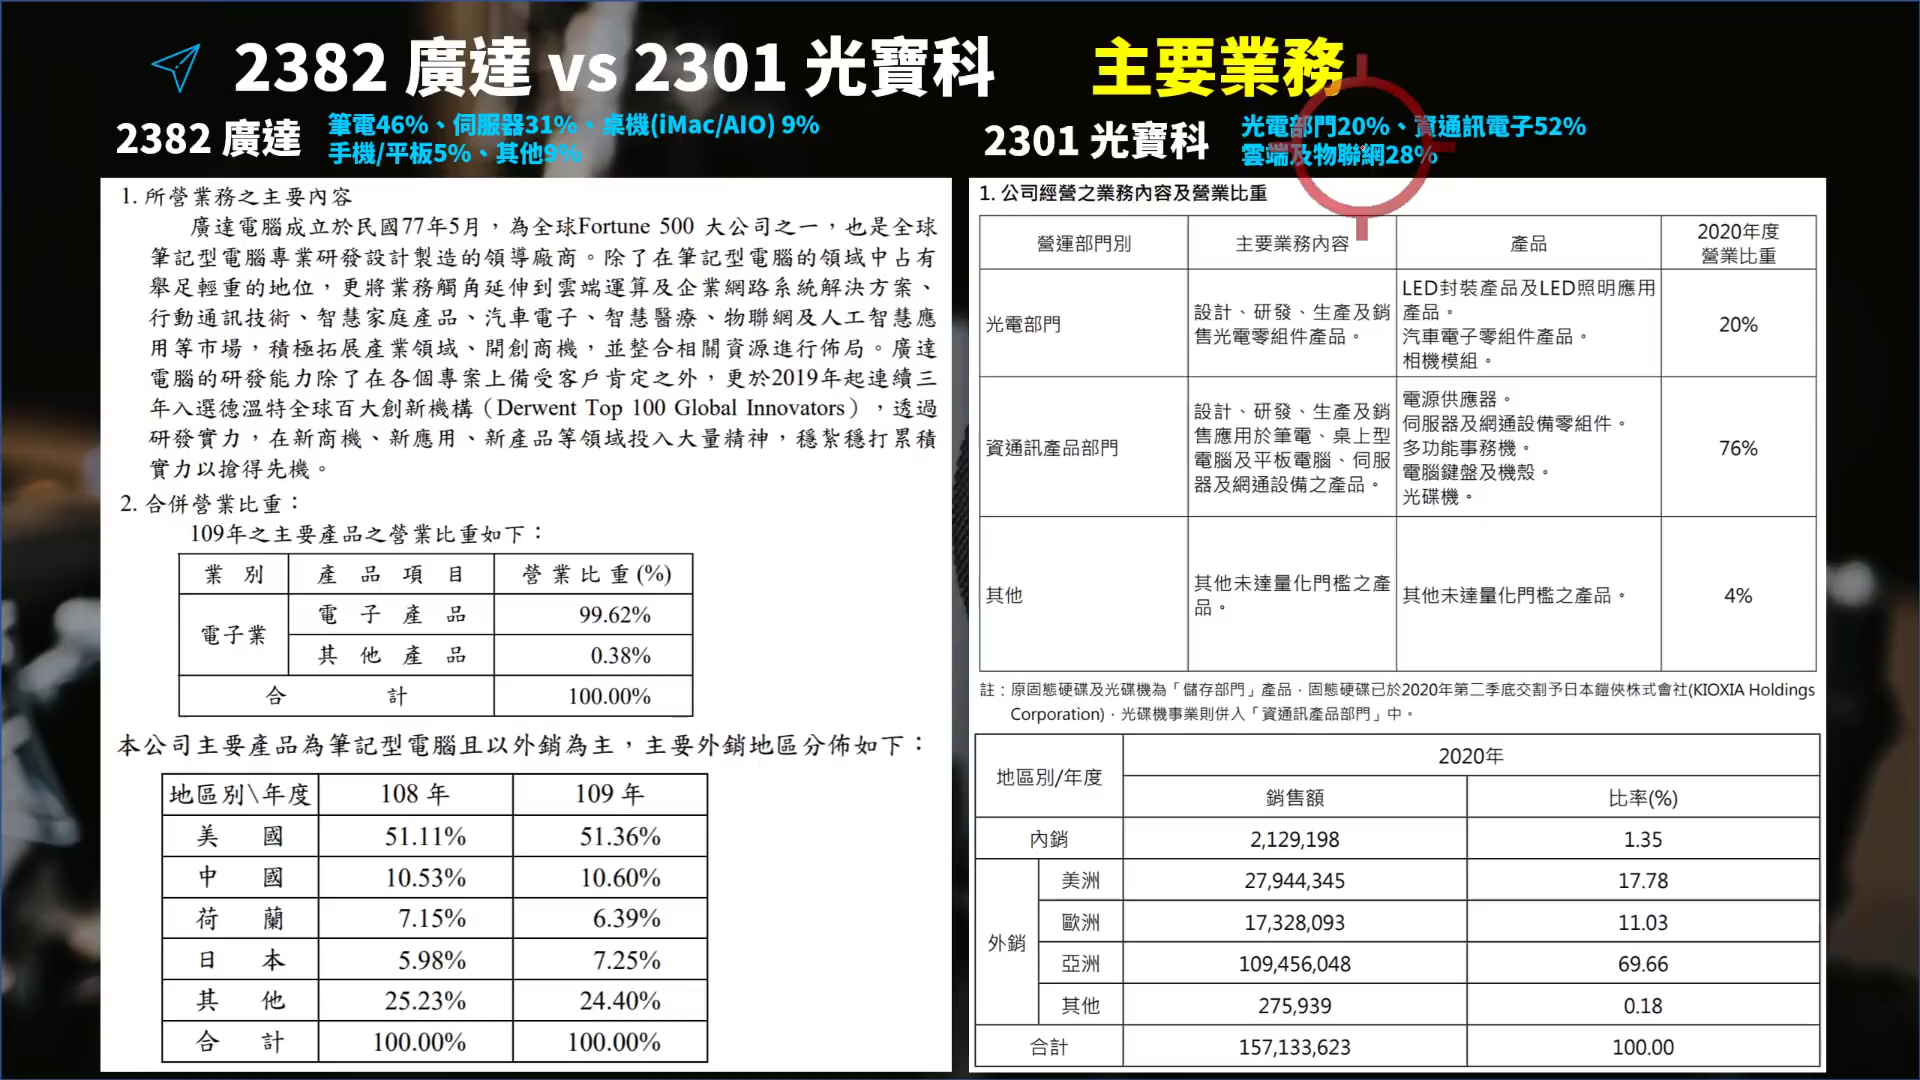 2382 廣達 vs 2301 光寶科 主要業務
2382 廣達
筆電46%、伺服器31%、桌機(iMac/AIO) 9%
手機/平板5%、其他9%
1. 所營業務之主要內容
廣達電腦成立於民國77年5月，為全球Fortune 500 大公司之一，也是全球
筆記型電腦專業研發設計製造的領導廠商。除了在筆記型電腦的領域中占有
舉足輕重的地位，更將業務觸角延伸到雲端運算及企業網路系統解決方案、
行動通訊技術、智慧家庭產品、汽車電子、智慧醫療、物聯網及人工智慧應
用等市場，積極拓展產業領域、開創商機，並整合相關資源進行佈局。廣達
電腦的研發能力除了在各個專案上備受客戶肯定之外，更於2019年起連續三
年入選德溫特全球百大創新機構（Derwent Top 100 Global Innovators），透過
研發實力，在新商機、新應用、新產品等領域投入大量精神，穩紮穩打累積
實力以搶得先機。
2. 合併營業比重：
109年之主要產品之營業比重如下：
業 別 產 品 項 目 營業比重(%)
電子業 電 子 產 品 99.62%
其 他 產 品 0.38%
合 計 100.00%
本公司主要產品為筆記型電腦且以外銷為主，主要外銷地區分佈如下：
地區別\年度 108 年 109 年
美 國 51.11% 51.36%
中 國 10.53% 10.60%
荷 蘭 7.15% 6.39%
日 本 5.98% 7.25%
其 他 25.23% 24.40%
合 計 100.00% 100.00%
2301 光寶科
光電部門20%、資通訊電子52%
雲端及物聯網28%
1. 公司經營之業務內容及營業比重
營運部門別 主要業務內容 產品 2020年度
營業比重
光電部門
設計、研發、生產及銷
售光電零組件產品。
LED封裝產品及LED照明應用
產品。
汽車電子零組件產品。
相機模組。
20%
資通訊產品部門
設計、研發、生產及銷
售應用於筆電、桌上型
電腦及平板電腦、伺服
器及網通設備之產品。
電源供應器。
伺服器及網通設備零組件。
多功能事務機。
電腦鍵盤及機殼。
光碟機。
76%
其他
其他未達量化門檻之產
品。
其他未達量化門檻之產品。
4%
註：原固態硬碟及光碟機為「儲存部門」產品，固態硬碟已於2020年第二季底交割予日本鎧俠株式會社(KIOXIA Holdings
Corporation)，光碟機事業則併入「資通訊產品部門」中。
地區別/年度 2020年
銷售額 比率(%)
內銷 2,129,198 1.35
外銷 美洲 27,944,345 17.78
歐洲 17,328,093 11.03
亞洲 109,456,048 69.66
其他 275,939 0.18
合計 157,133,623 100.00